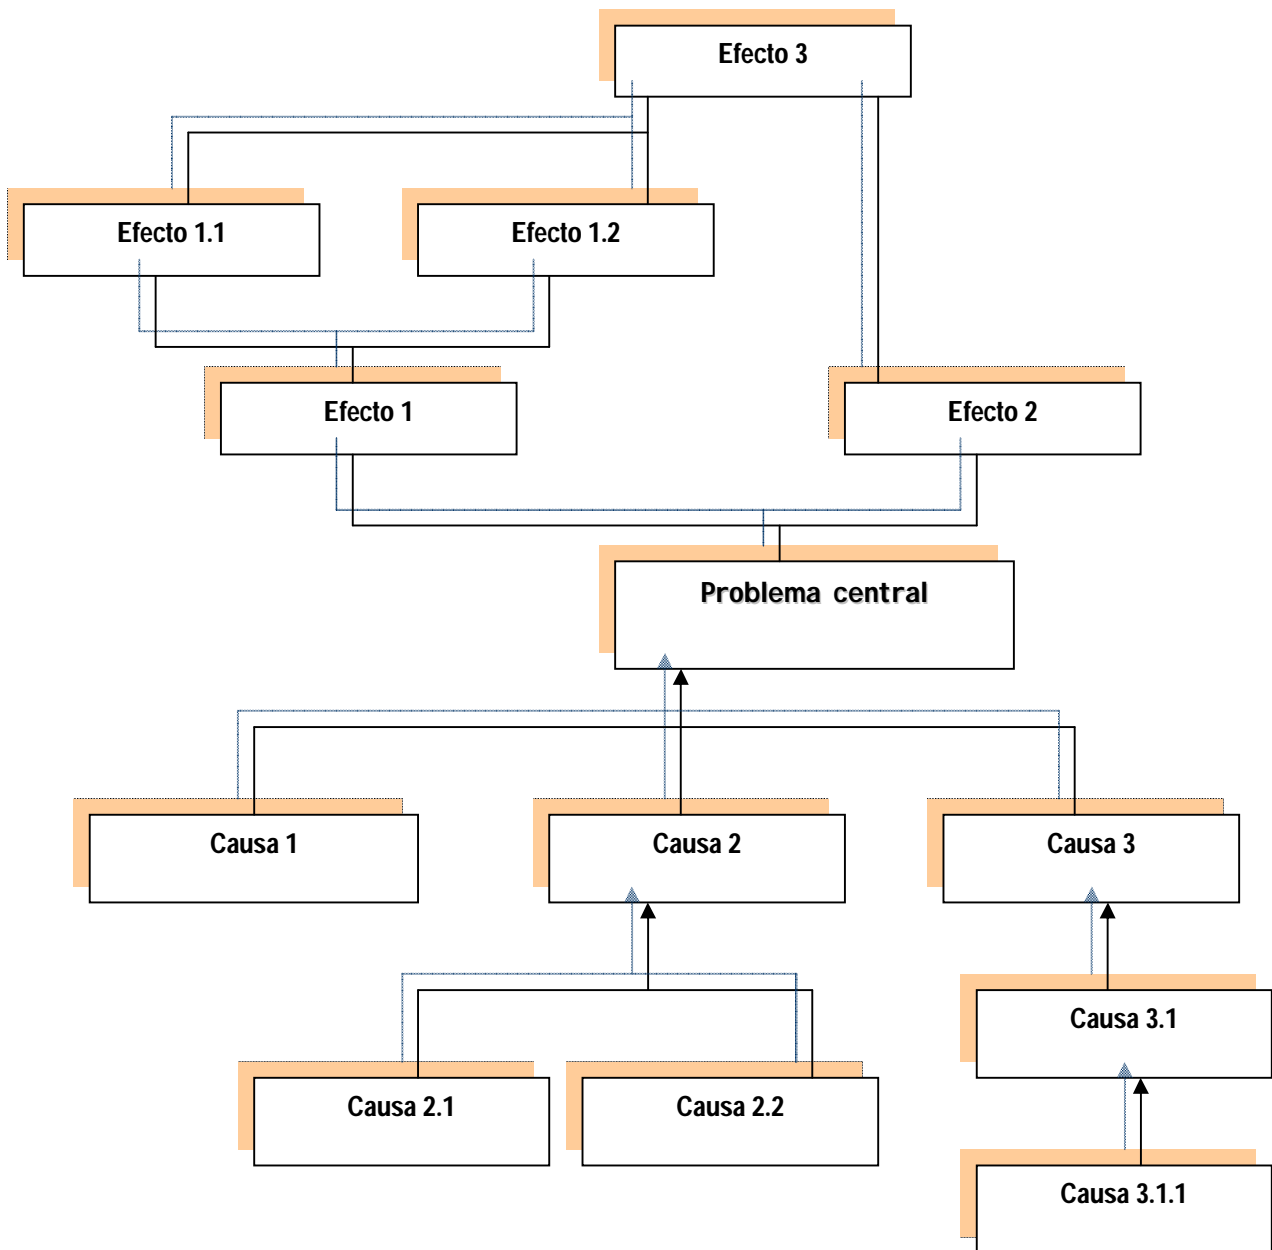 Efecto 3
Efecto 1.1
Efecto 1.2
Efecto 1
Efecto 2
Problema central
Causa 1
Causa 2
Causa 3
Causa 3.1
Causa 2.1
Causa 2.2
Causa 3.1.1